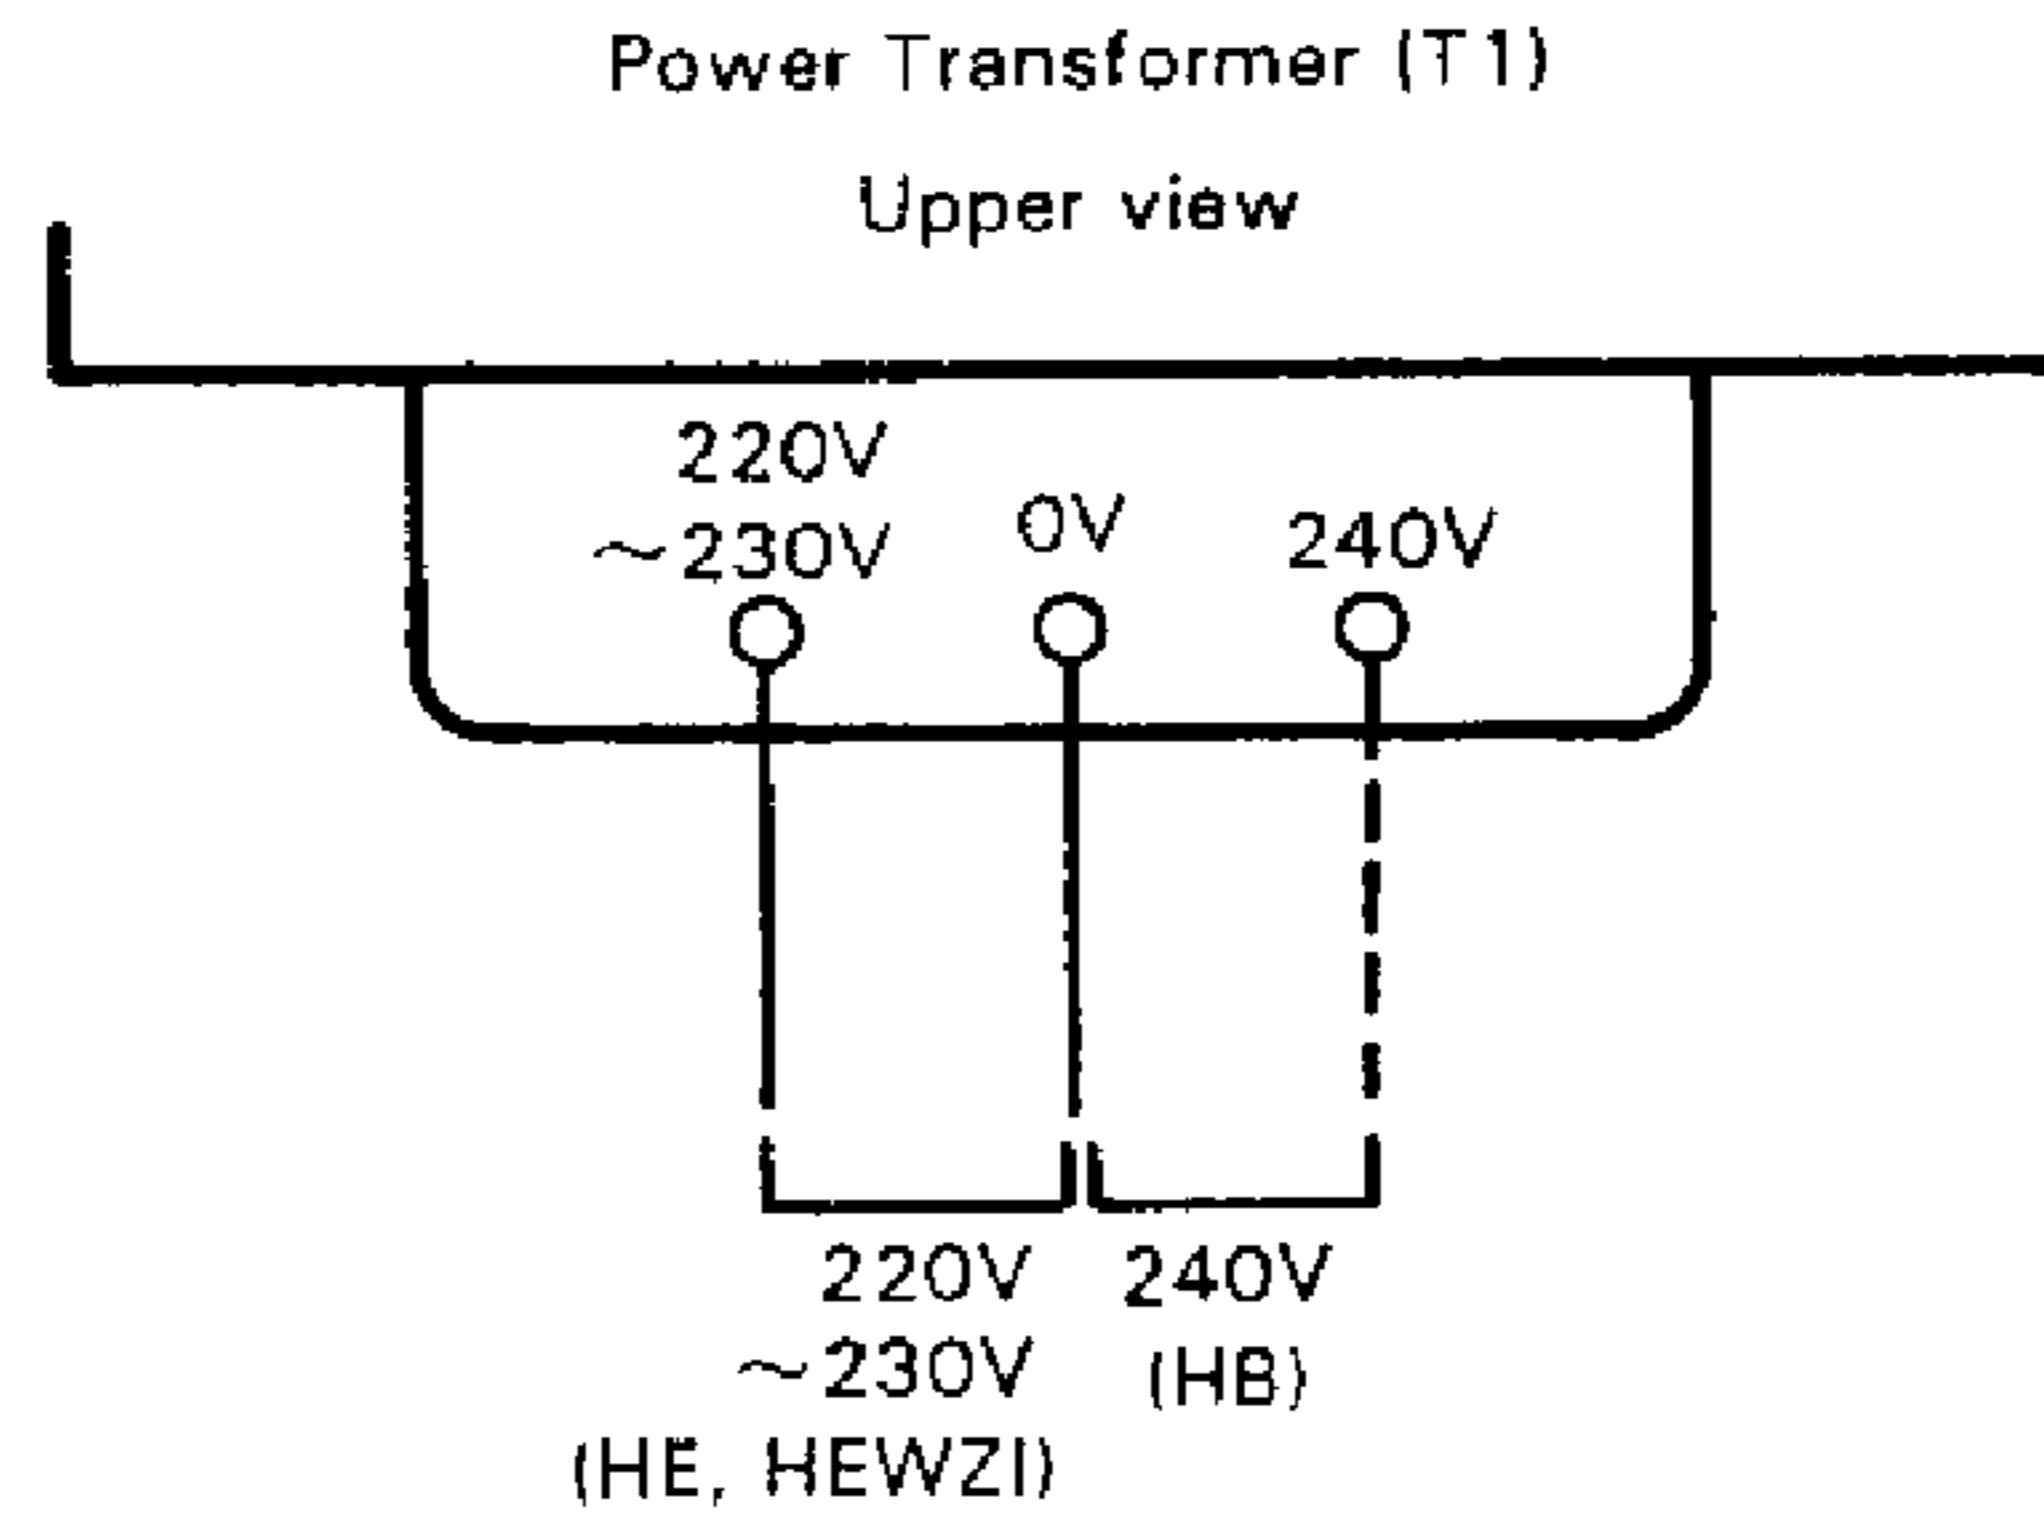 Power Transformer (T1)
Upper view
220V
~230V
0V
240V
220V
~230V
(HE, HEWZI)
240V
(HB)